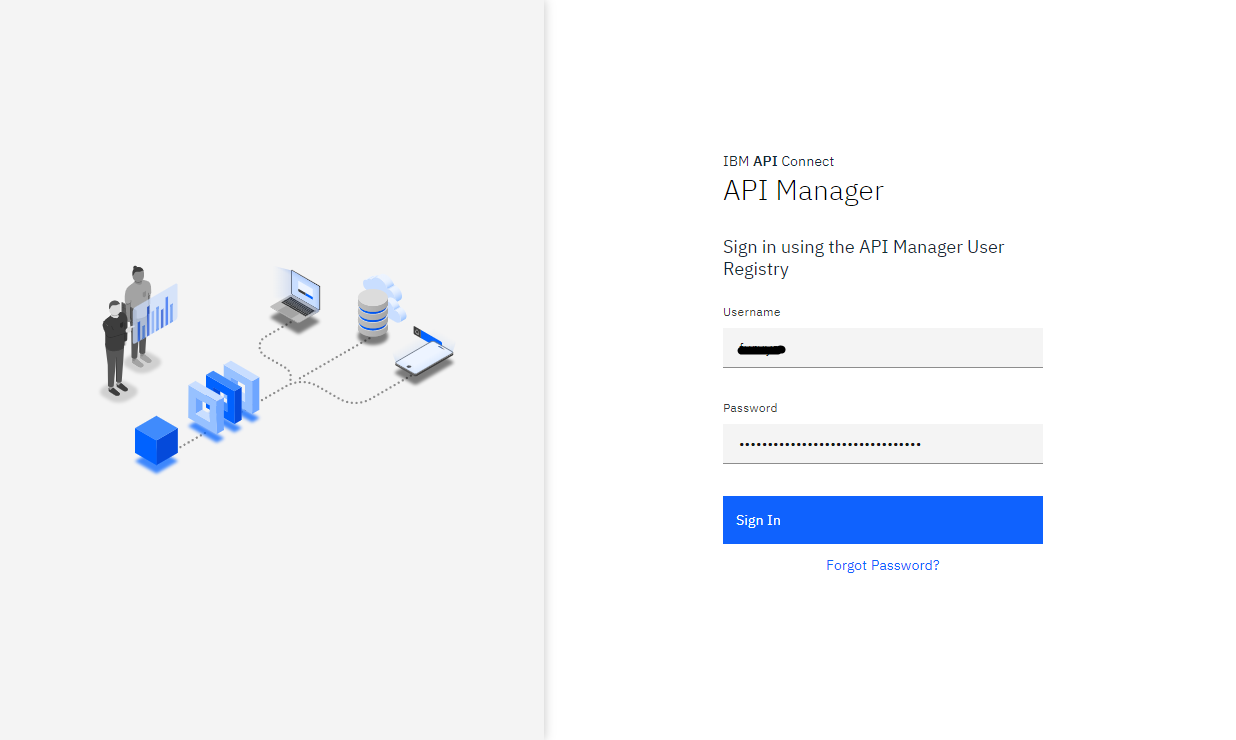 IBM API Connect
API Manager
Sign in using the API Manager User
Registry
Username
Password
••••••••••••••••••••••••••••••••
Sign In
Forgot Password?